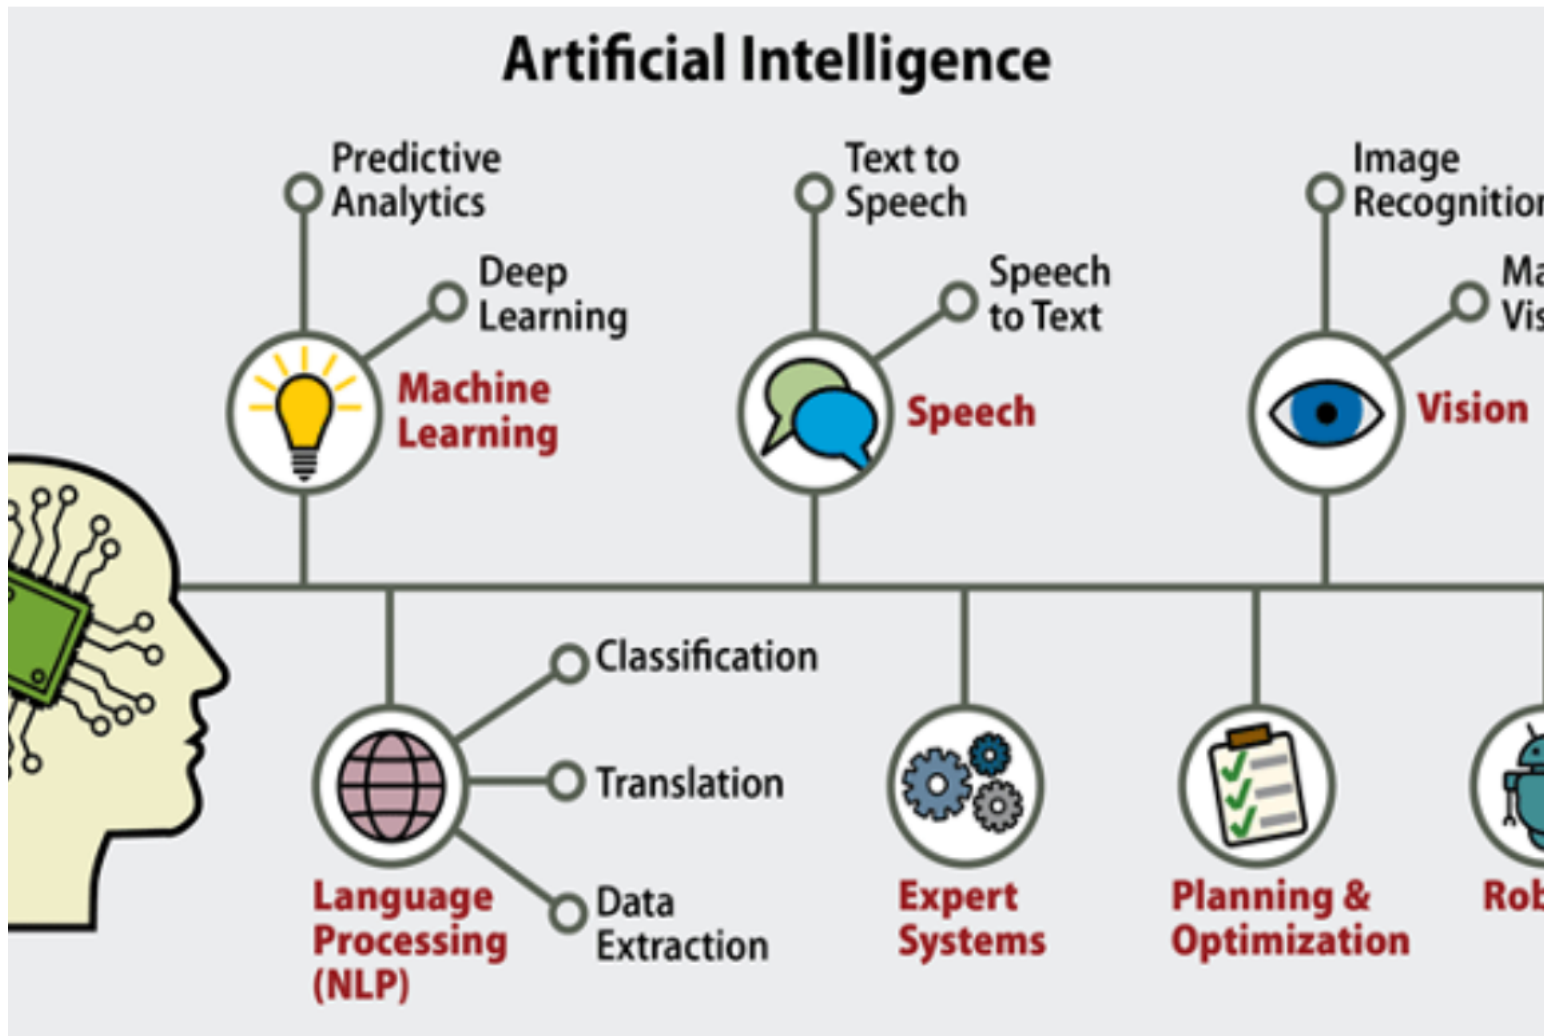 Artificial Intelligence
Predictive
Analytics
Deep
Learning
Machine
Learning
Text to
Speech
Speech
to Text
Speech
Image
Recognition
Vision
Classification
Translation
Data
Extraction
Language
Processing
(NLP)
Expert
Systems
Planning &
Optimization